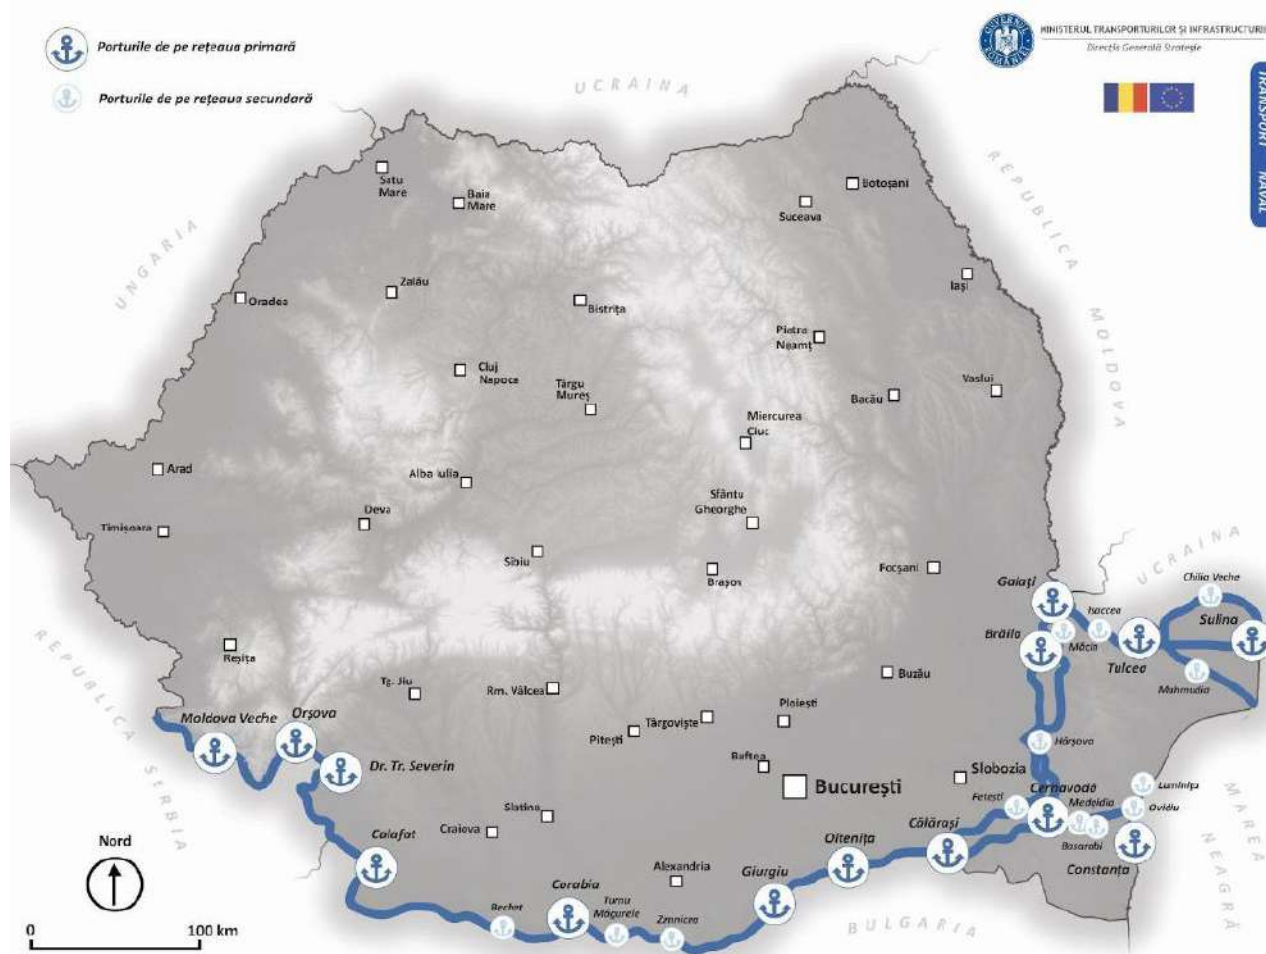 Porturile de pe rețeaua primară
Porturile de pe rețeaua secundară
GUVERNUL ROMÂNIEI
MINISTERUL TRANSPORTURILOR ȘI INFRASTRUCTURII
Direcția Generală Strategie
TRANSPORT NAVAL
UCRAINA
REPUBLICA
MOLDOVA
UNGARIA
Satu
Mare
Baia
Mare
Botoșani
Suceava
Iași
Zalău
Oradea
Bistrița
Piatra
Neamț
Cluj
Napoca
Târgu
Mureș
Vaslui
Bacău
Miercurea
Ciuc
Arad
Alba Iulia
Sfântu
Gheorghe
Deva
Timișoara
Sibiu
Brașov
Focșani
UCRAINA
Galați
Chilia Veche
Isaccea
Sulina
Brăila
Măcin
Tulcea
Mahmudia
REPUBLICA
SERBIA
Reșița
Tg. Jiu
Rm. Vâlcea
Buzău
Ploiești
Târgoviște
Pitești
Moldova Veche
Orșova
Dr. Tr. Severin
Buftea
București
Slobozia
Hârșova
Cernavodă
Fetești
Medgidia
Luminița
Ovidiu
Basarabi
Constanța
MAREA
NEAGRĂ
Slatina
Craiova
Calafat
Călărași
Oltenița
Giurgiu
Alexandria
Corabia
Turnu
Măgurele
Zimnicea
Bechet
BULGARIA
Nord
0 100 km